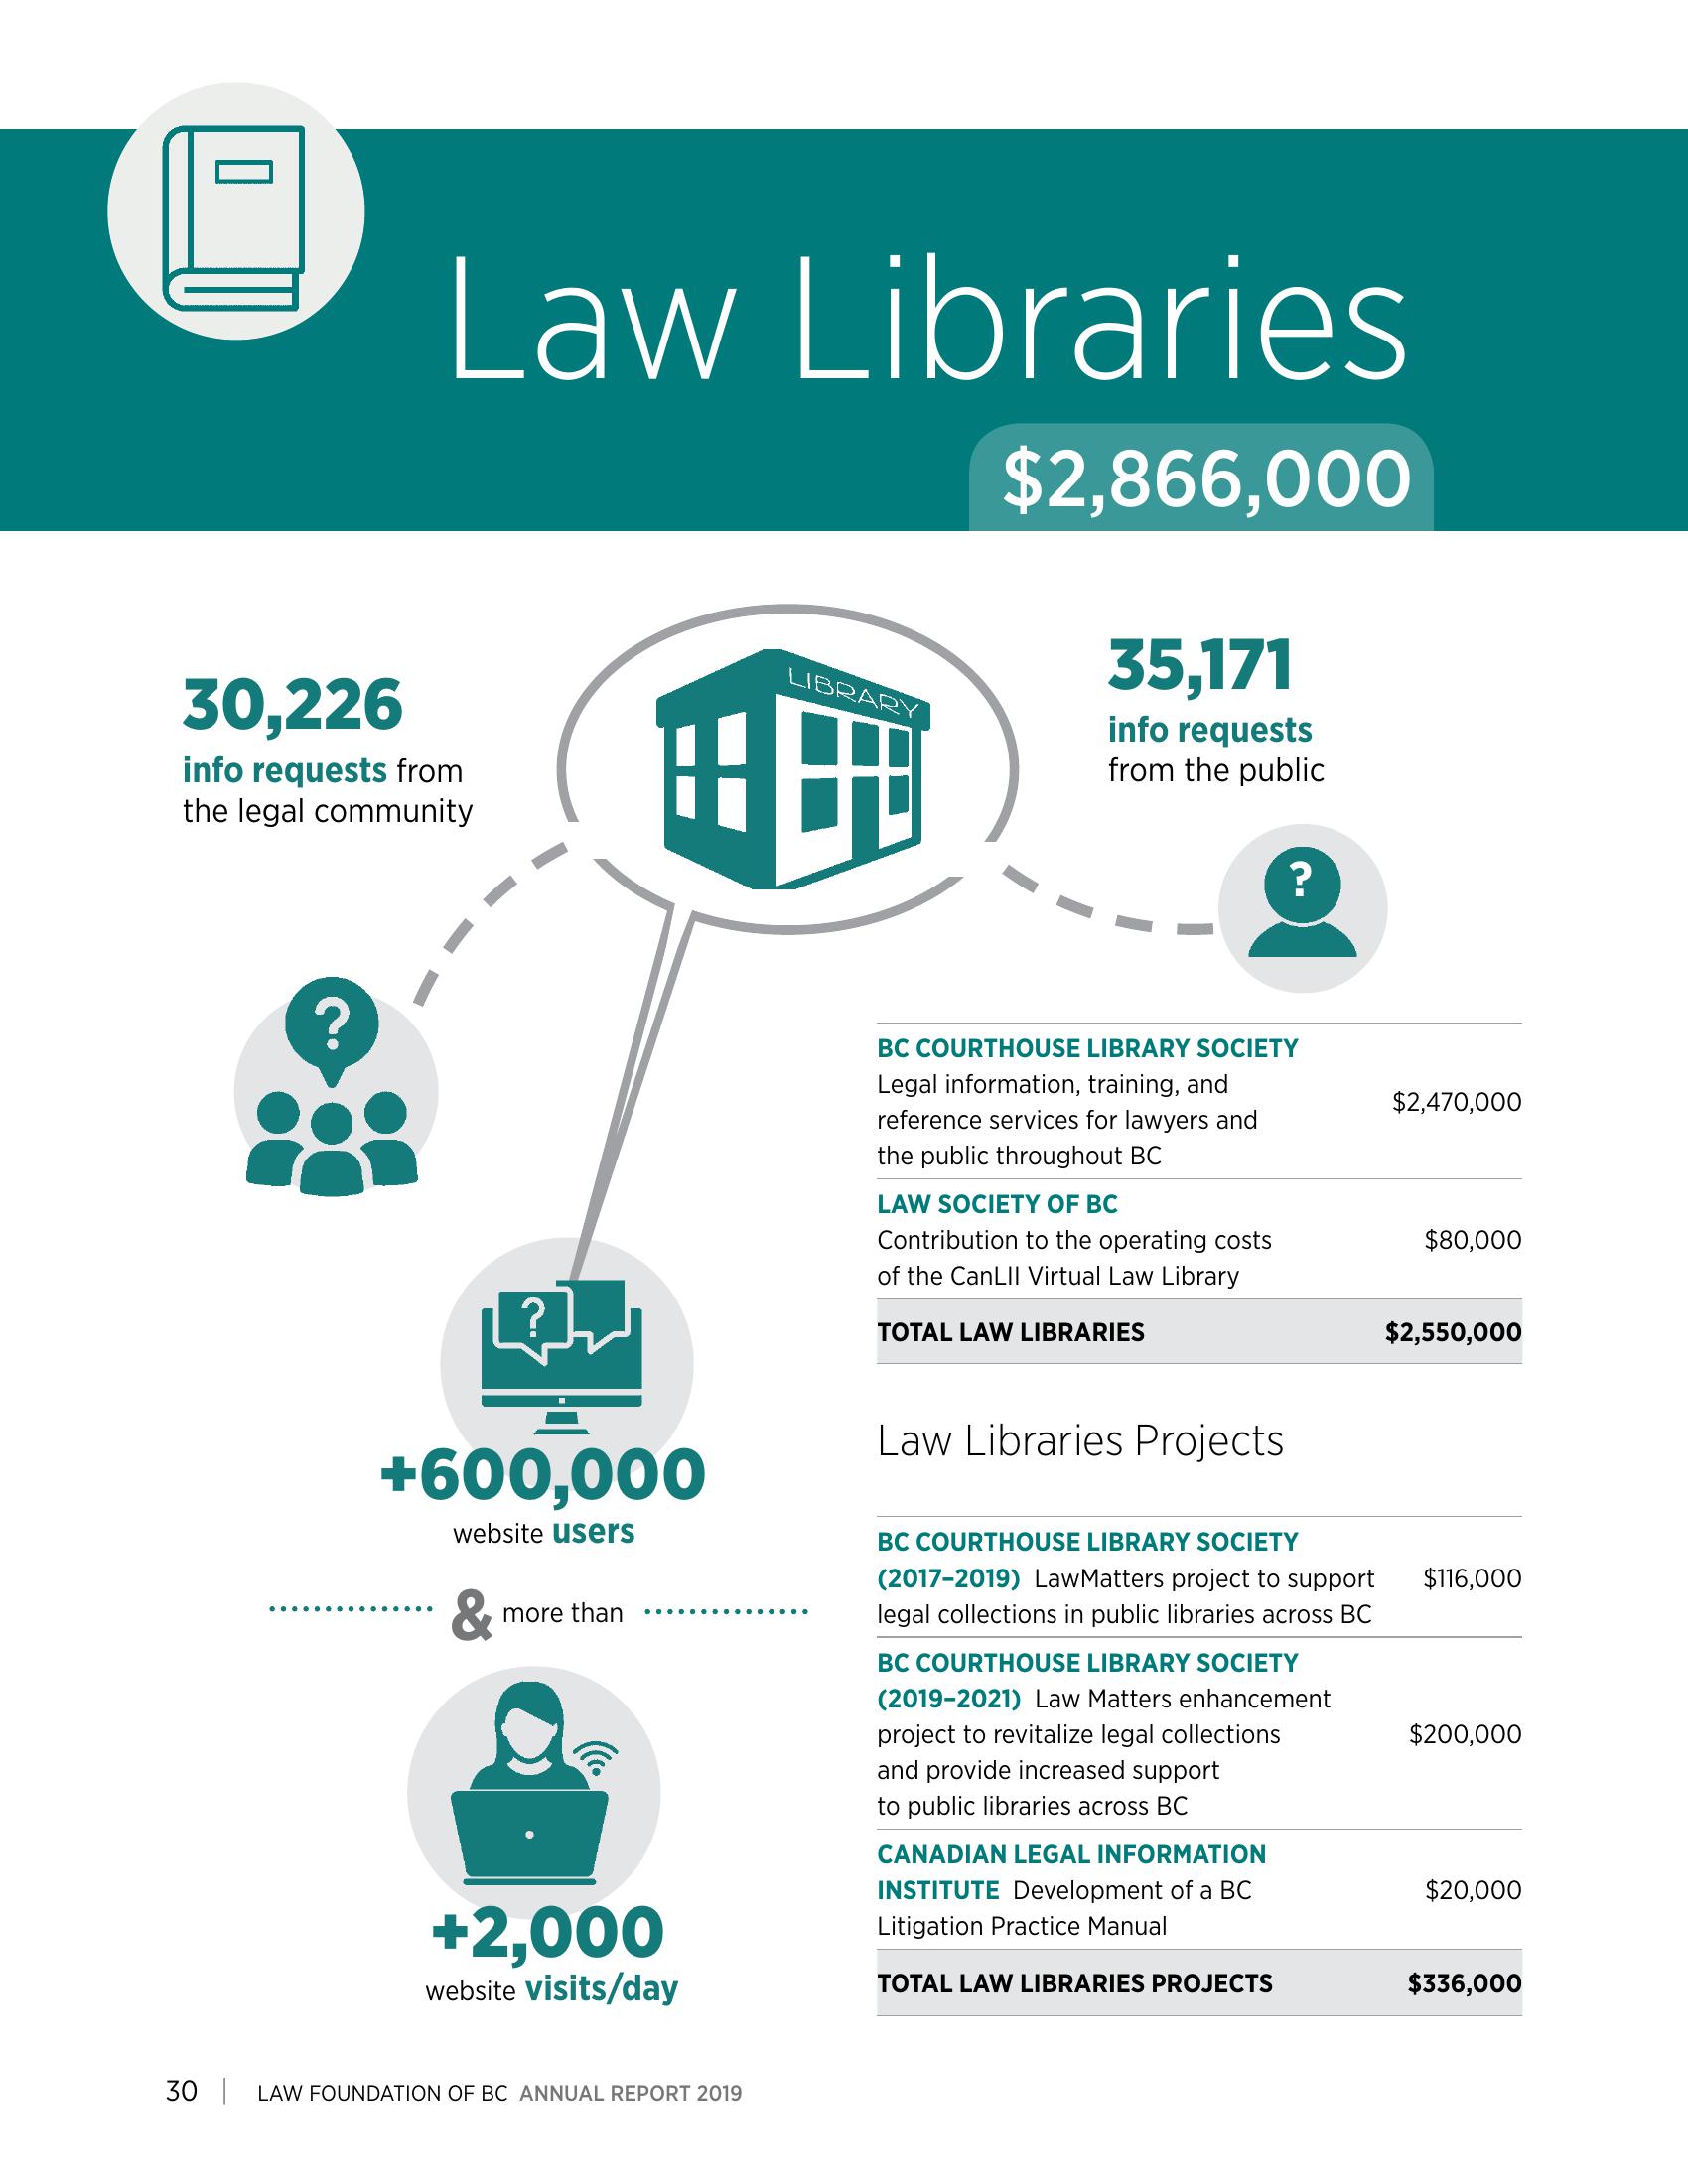 Law Libraries
$2,866,000
30,226
info requests from
the legal community
LIBRARY
35,171
info requests
from the public
?
?
?
+600,000
website users
& more than
+2,000
website visits/day
BC COURTHOUSE LIBRARY SOCIETY
Legal information, training, and
reference services for lawyers and
the public throughout BC
$2,470,000
LAW SOCIETY OF BC
Contribution to the operating costs
of the CanLII Virtual Law Library
$80,000
TOTAL LAW LIBRARIES $2,550,000
Law Libraries Projects
BC COURTHOUSE LIBRARY SOCIETY
(2017–2019) LawMatters project to support
legal collections in public libraries across BC
$116,000
BC COURTHOUSE LIBRARY SOCIETY
(2019–2021) Law Matters enhancement
project to revitalize legal collections
and provide increased support
to public libraries across BC
$200,000
CANADIAN LEGAL INFORMATION
INSTITUTE Development of a BC
Litigation Practice Manual
$20,000
TOTAL LAW LIBRARIES PROJECTS $336,000
30 | LAW FOUNDATION OF BC ANNUAL REPORT 2019